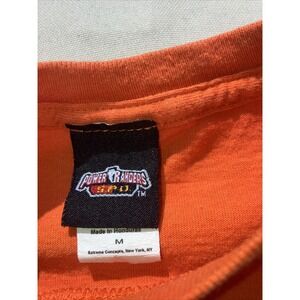 POWER RANGERS
S.P.D.
TM
Made in Honduras
M
Extreme Concepts, New York, NY